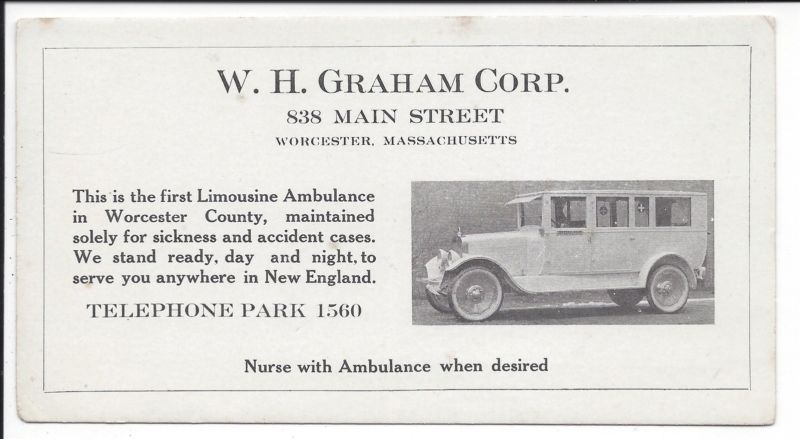 W. H. GRAHAM CORP.
838 MAIN STREET
WORCESTER, MASSACHUSETTS
This is the first Limousine Ambulance
in Worcester County, maintained
solely for sickness and accident cases.
We stand ready, day and night, to
serve you anywhere in New England.
TELEPHONE PARK 1560
Nurse with Ambulance when desired